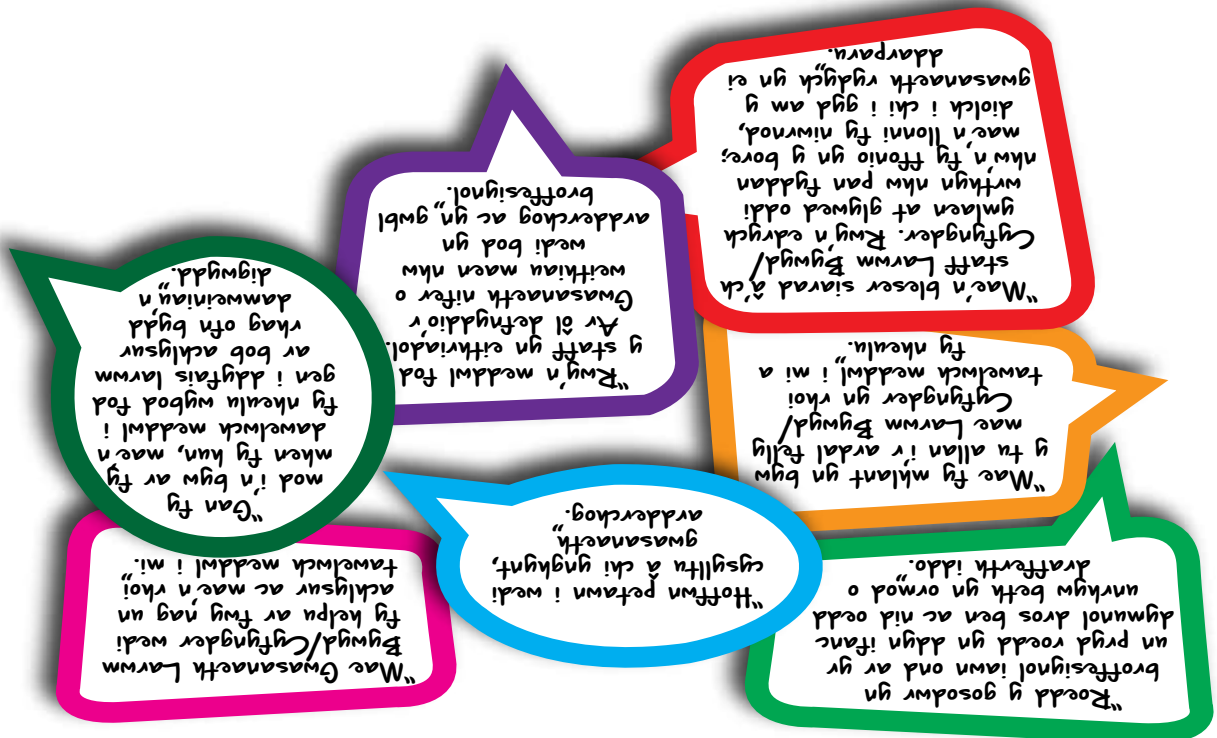 "Roedd y gosodwr yn
broffesiynol iawn ond ar yr
un pryd roedd yn ddyn ifanc
dymunol dros ben ac nid oedd
unrhyw beth yn ormod o
drafferth iddo."
"Hoffwn petawn i wedi
cysylltu â chi ynghynt,
gwasanaeth
ardderchog."
"Mae Gwasanaeth Larwm
Bywyd/Cyfyngder wedi
fy helpu ar fwy nag un
acklysur ac mae'n rhoi
tawelwch meddwl i mi."
"Mae fy mhlant yn byw
y tu allan i'r ardal felly
mae Larwm Bywyd/
Cyfyngder yn rhoi
tawelwch meddwl i mi a
fy nheulu."
"Gan fy
mod i'n byw ar fy
mhen fy hun, mae'n
dawelwch meddwl i
fy nheulu wybod fod
gen i ddyfais larwm
ar bob achlysur
rhag ofn bydd
damweiniau'n
digwydd."
"Rwy'n meddwl fod
y staff yn eithriadol.
Ar ôl defnyddio'r
Gwasanaeth nifer o
weithiau maen nhw
wedi bod yn
ardderchog ac yn gwbl
broffesiynol."
"Mae'n bleser siarad â'ch
staff Larwm Bywyd/
Cyfyngder. Rwy'n edrych
ymlaen at glywed oddi
wrthyn nhw pan fyddan
nhw'n fy ffonio yn y bore;
mae'n llonni fy niwrnod,
diolch i chi i gyd am y
gwasanaeth rydych yn ei
ddarparu."